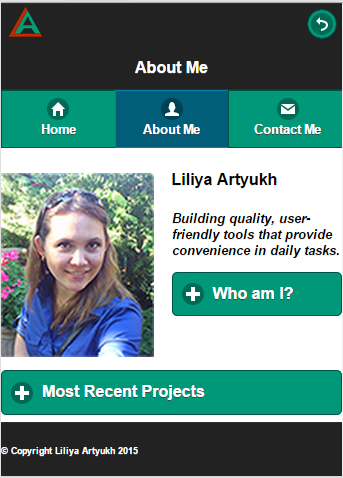 About Me
Home
About Me
Contact Me
Liliya Artyukh
Building quality, user-
friendly tools that provide
convenience in daily tasks.
Who am I?
Most Recent Projects
© Copyright Liliya Artyukh 2015